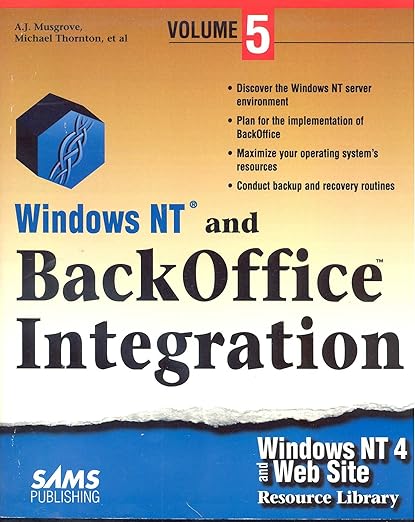 A.J. Musgrove,
Michael Thornton, et al
VOLUME 5
• Discover the Windows NT server
environment
• Plan for the implementation of
BackOffice
• Maximize your operating system's
resources
• Conduct backup and recovery routines
Windows NT® and
BackOffice™
Integration
Windows NT 4
and Web Site
Resource Library
SAMS
PUBLISHING